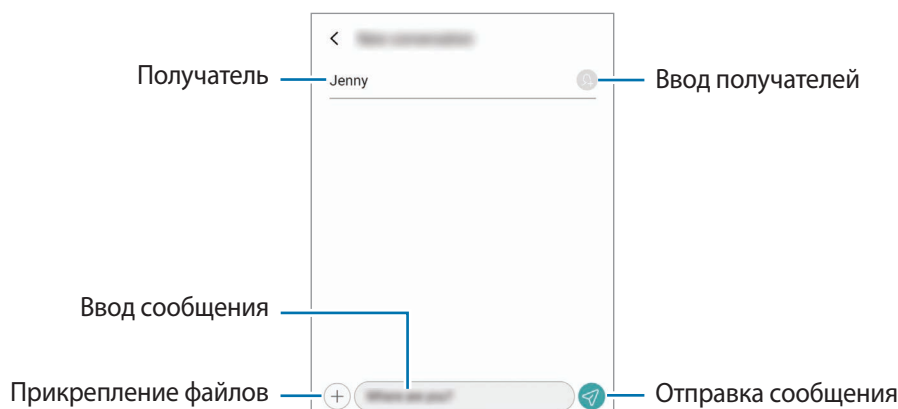 Получатель
Jenny
Ввод получателей
Ввод сообщения
Прикрепление файлов
Отправка сообщения